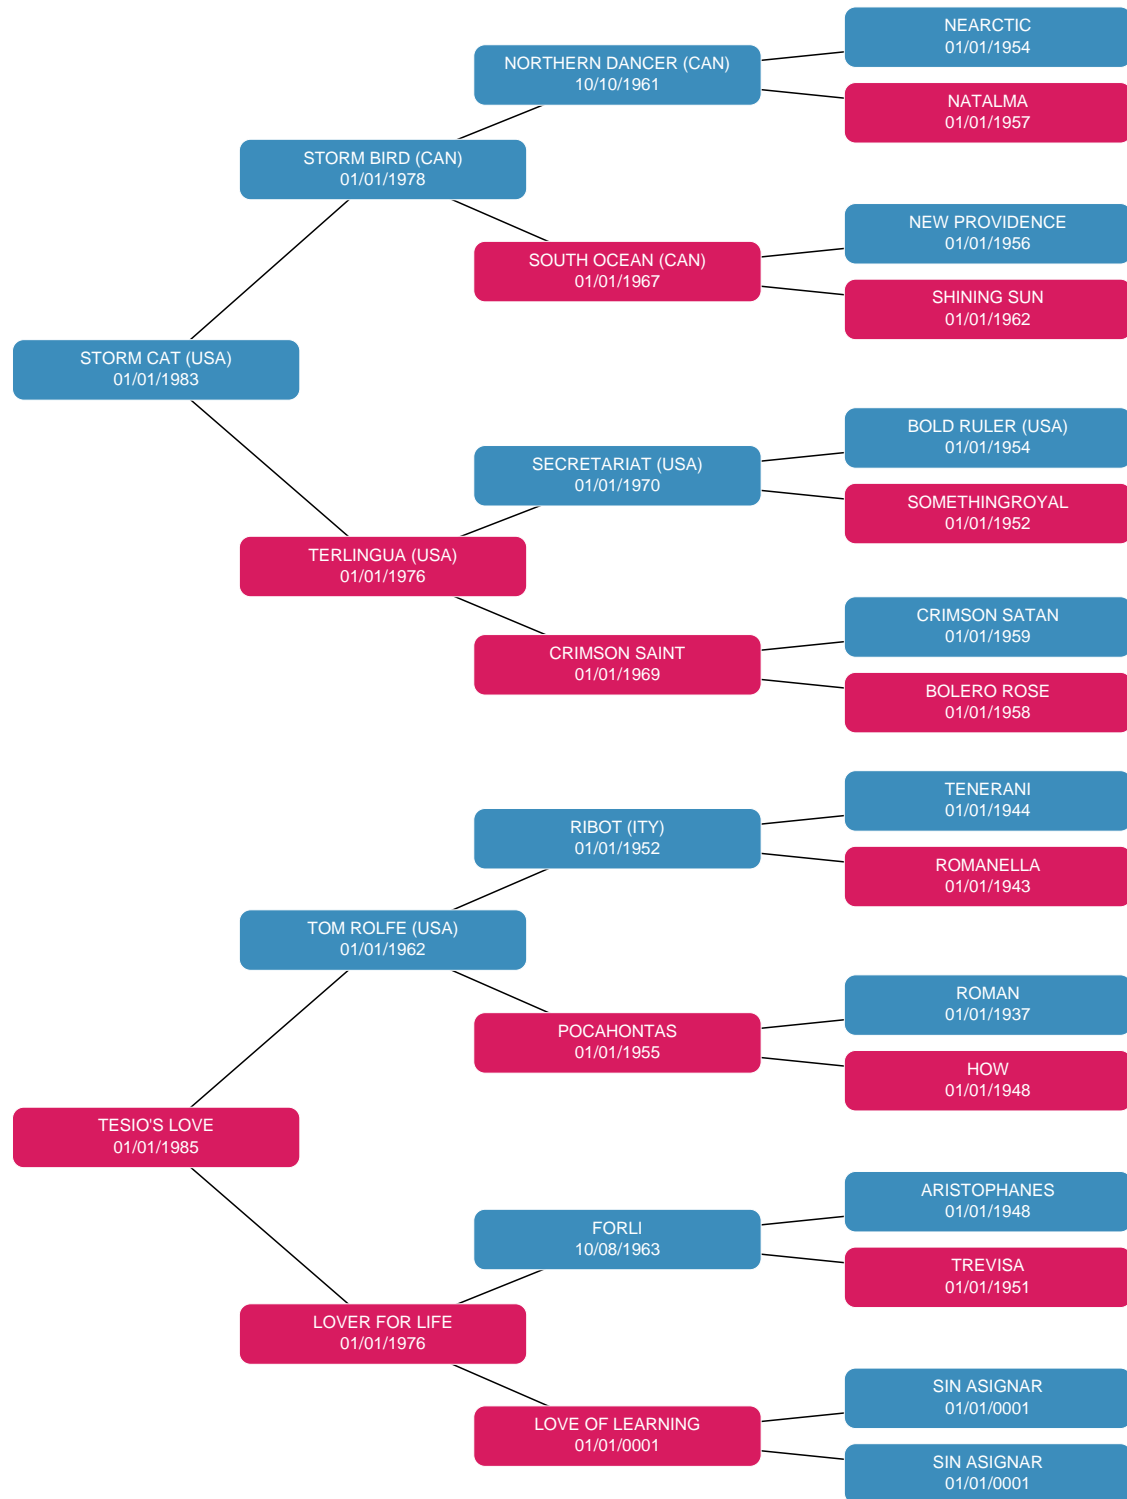 NEARCTIC
01/01/1954
NORTHERN DANCER (CAN)
10/10/1961
NATALMA
01/01/1957
STORM BIRD (CAN)
01/01/1978
NEW PROVIDENCE
01/01/1956
SOUTH OCEAN (CAN)
01/01/1967
SHINING SUN
01/01/1962
STORM CAT (USA)
01/01/1983
BOLD RULER (USA)
01/01/1954
SECRETARIAT (USA)
01/01/1970
SOMETHINGROYAL
01/01/1952
TERLINGUA (USA)
01/01/1976
CRIMSON SATAN
01/01/1959
CRIMSON SAINT
01/01/1969
BOLERO ROSE
01/01/1958
TENERANI
01/01/1944
RIBOT (ITY)
01/01/1952
ROMANELLA
01/01/1943
TOM ROLFE (USA)
01/01/1962
ROMAN
01/01/1937
POCAHONTAS
01/01/1955
HOW
01/01/1948
TESIO'S LOVE
01/01/1985
ARISTOPHANES
01/01/1948
FORLI
10/08/1963
TREVISA
01/01/1951
LOVER FOR LIFE
01/01/1976
SIN ASIGNAR
01/01/0001
LOVE OF LEARNING
01/01/0001
SIN ASIGNAR
01/01/0001